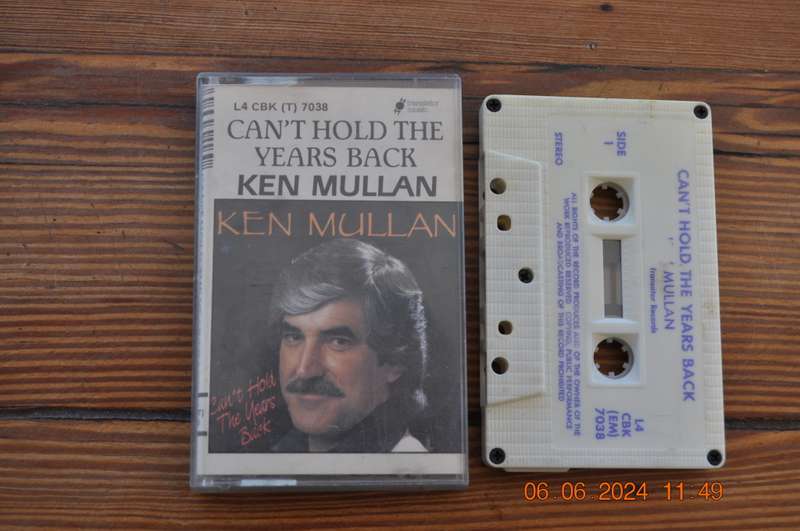 L4 CBK (T) 7038
transistor
music
CAN'T HOLD THE
YEARS BACK
KEN MULLAN
KEN MULLAN
Can't Hold
The Years
Back
SIDE
1
STEREO
CAN'T HOLD THE YEARS BACK
MULLAN
Transistor Records
ALL RIGHTS OF THE RECORD PRODUCER AND OF THE OWNER OF THE
WORK REPRODUCED RESERVED COPYING, PUBLIC PERFORMANCE
AND BROADCASTING OF THIS RECORD PROHIBITED
L4
CBK
(EM)
7038
06.06.2024 11:49